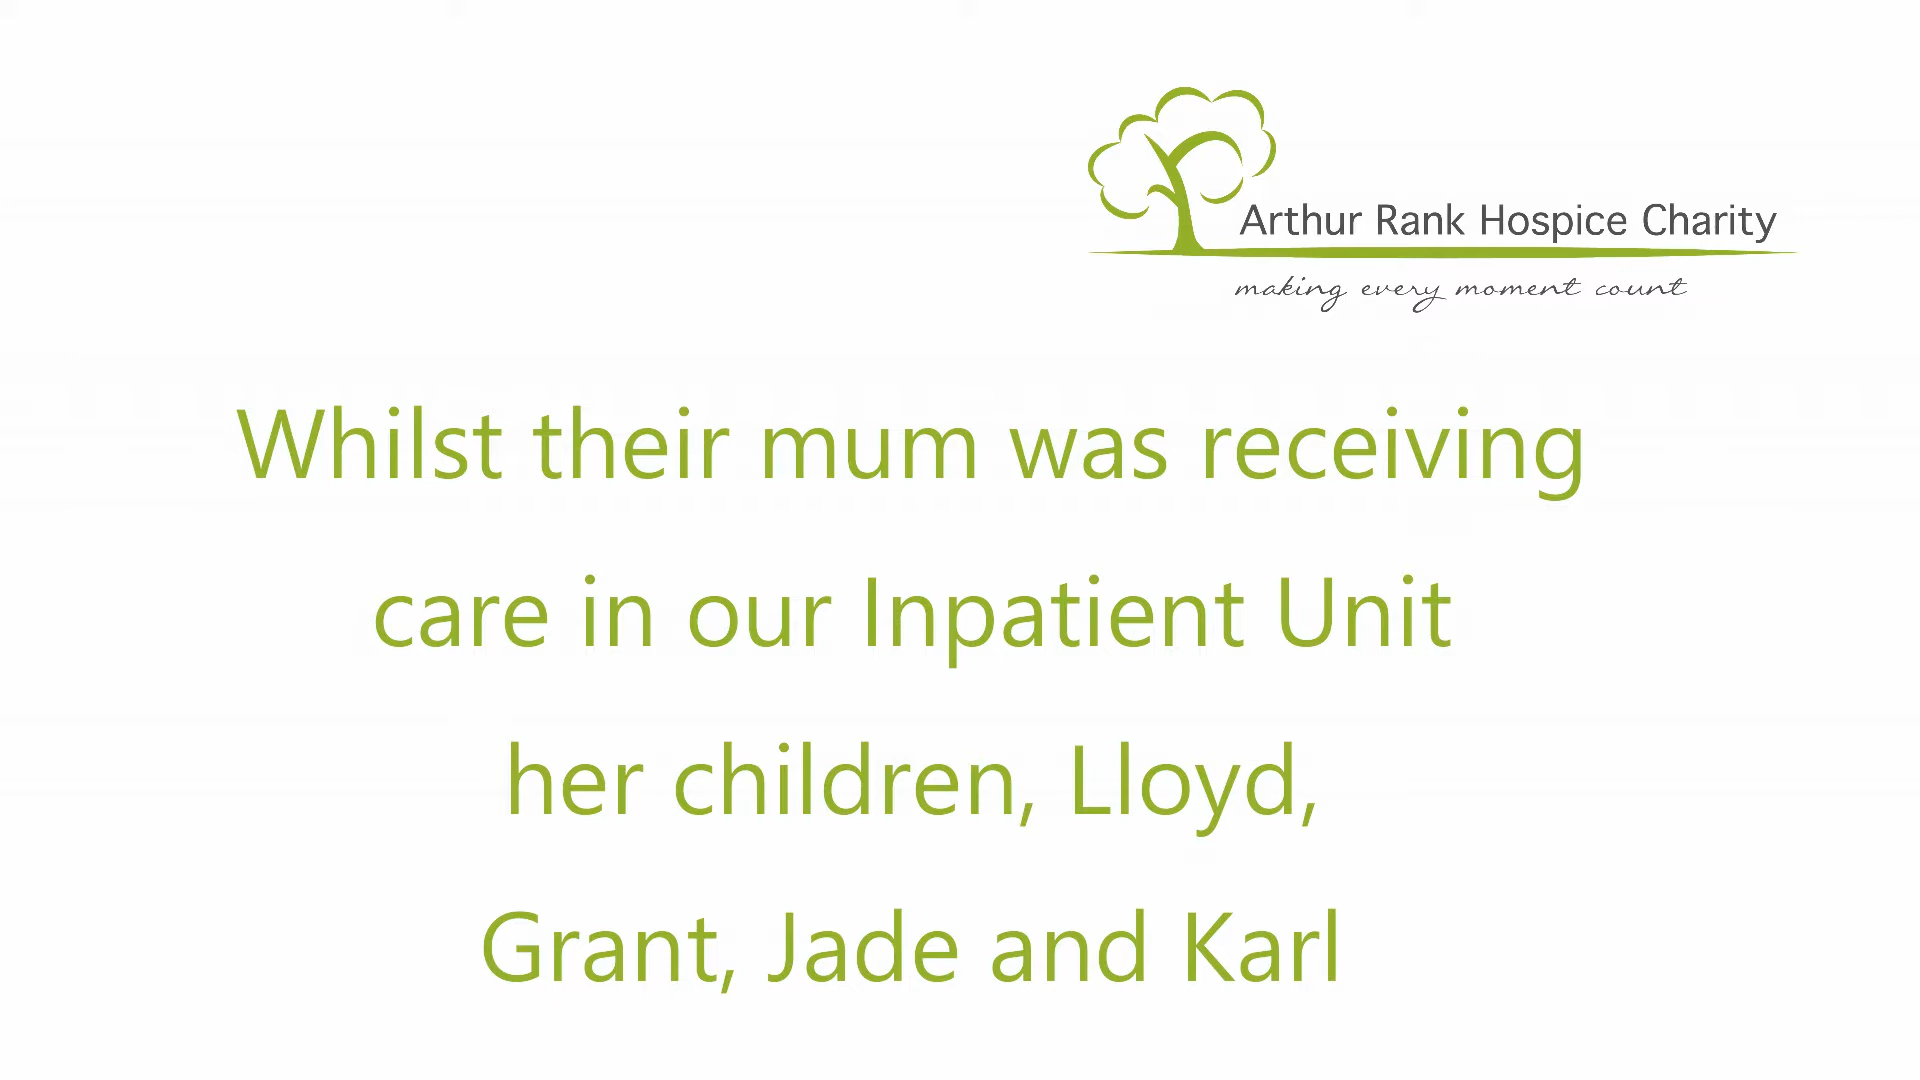 Arthur Rank Hospice Charity
making every moment count
Whilst their mum was receiving
care in our Inpatient Unit
her children, Lloyd,
Grant, Jade and Karl